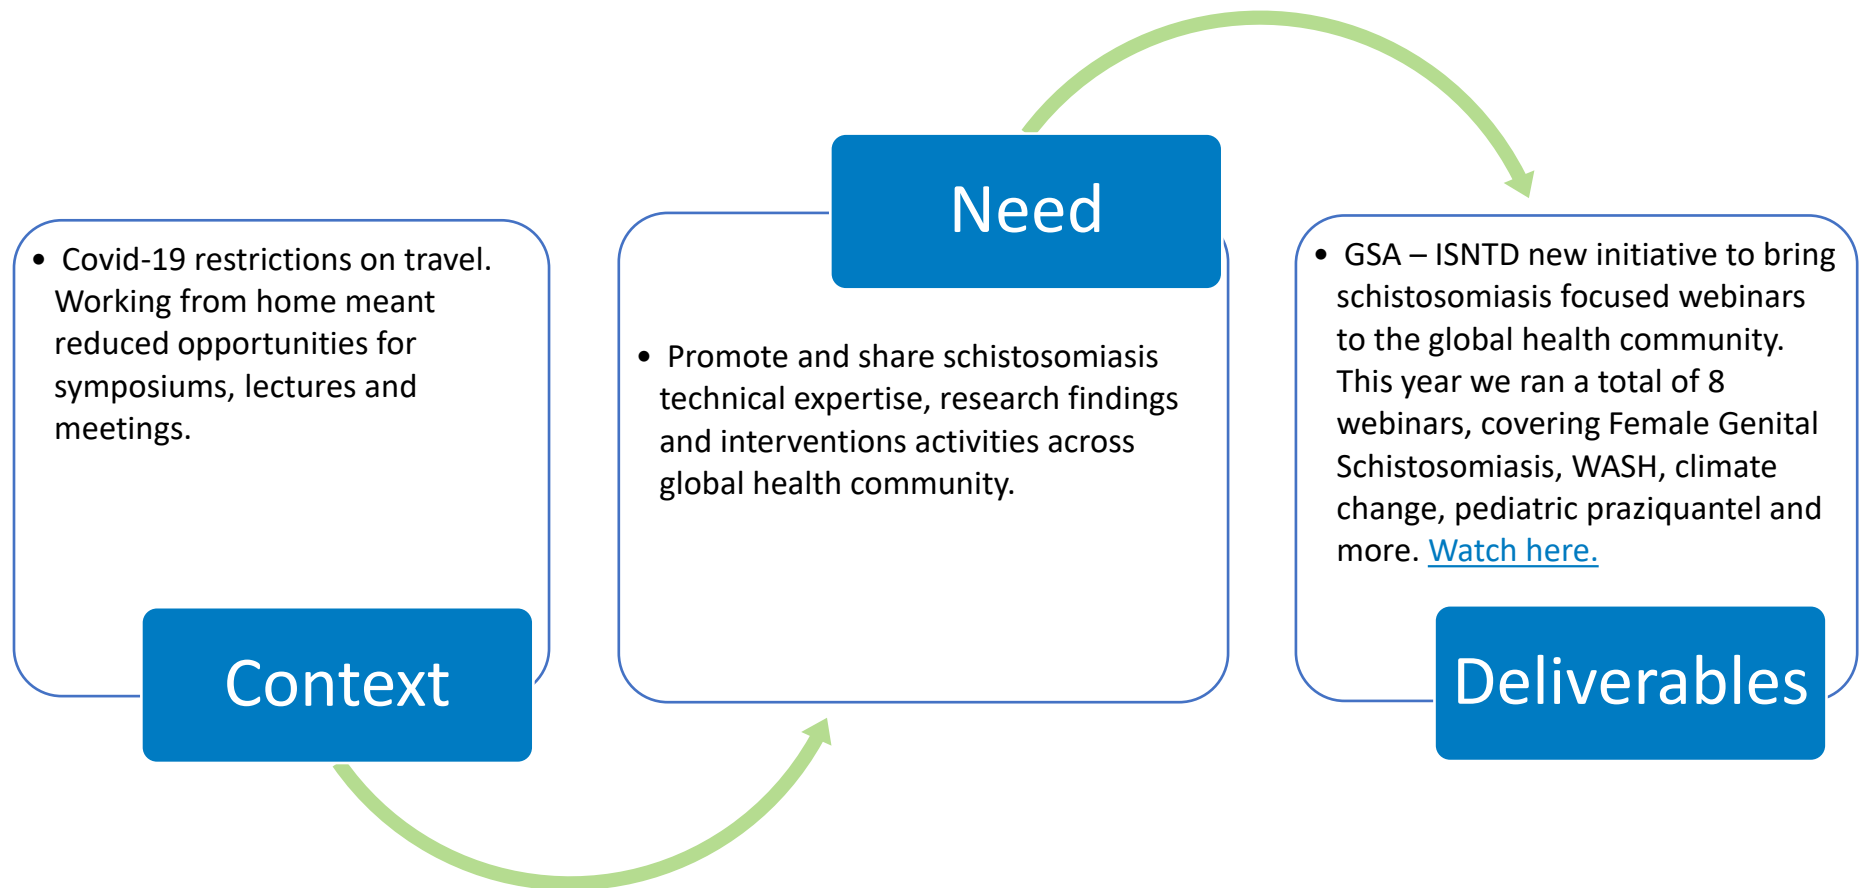 • Covid-19 restrictions on travel.
Working from home meant
reduced opportunities for
symposiums, lectures and
meetings.
Context
Need
• Promote and share schistosomiasis
technical expertise, research findings
and interventions activities across
global health community.
• GSA – ISNTD new initiative to bring
schistosomiasis focused webinars
to the global health community.
This year we ran a total of 8
webinars, covering Female Genital
Schistosomiasis, WASH, climate
change, pediatric praziquantel and
more. Watch here.
Deliverables